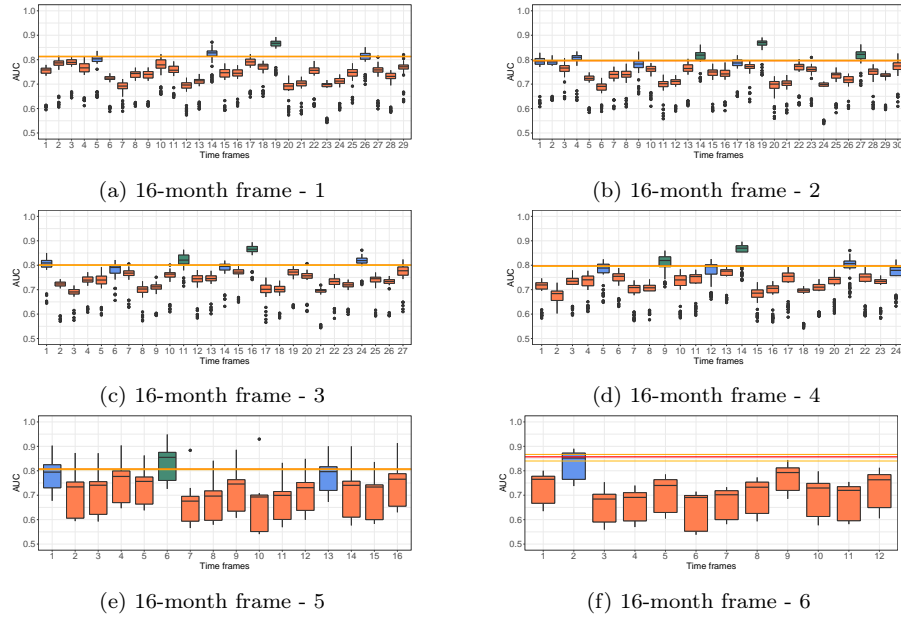 1.0
0.9
0.8
0.7
0.6
0.5
AUC
1 2 3 4 5 6 7 8 9 10 11 12 13 14 15 16 17 18 19 20 21 22 23 24 25 26 27 28 29
Time frames
(a) 16-month frame - 1
1.0
0.9
0.8
0.7
0.6
0.5
AUC
1 2 3 4 5 6 7 8 9 10 11 12 13 14 15 16 17 18 19 20 21 22 23 24 25 26 27 28 29 30
Time frames
(b) 16-month frame - 2
1.0
0.9
0.8
0.7
0.6
0.5
AUC
1 2 3 4 5 6 7 8 9 10 11 12 13 14 15 16 17 18 19 20 21 22 23 24 25 26 27
Time frames
(c) 16-month frame - 3
1.0
0.9
0.8
0.7
0.6
0.5
AUC
1 2 3 4 5 6 7 8 9 10 11 12 13 14 15 16 17 18 19 20 21 22 23 24
Time frames
(d) 16-month frame - 4
1.0
0.9
0.8
0.7
0.6
0.5
AUC
1 2 3 4 5 6 7 8 9 10 11 12 13 14 15 16
Time frames
(e) 16-month frame - 5
1.0
0.9
0.8
0.7
0.6
0.5
AUC
1 2 3 4 5 6 7 8 9 10 11 12
Time frames
(f) 16-month frame - 6